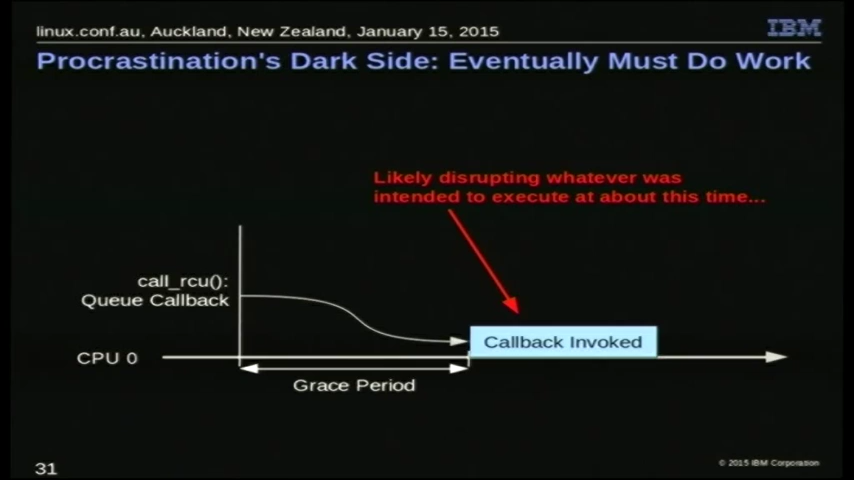 linux.conf.au, Auckland, New Zealand, January 15, 2015
IBM
Procrastination's Dark Side: Eventually Must Do Work
Likely disrupting whatever was
intended to execute at about this time...
call_rcu():
Queue Callback
Callback Invoked
CPU 0
Grace Period
31
© 2015 IBM Corporation